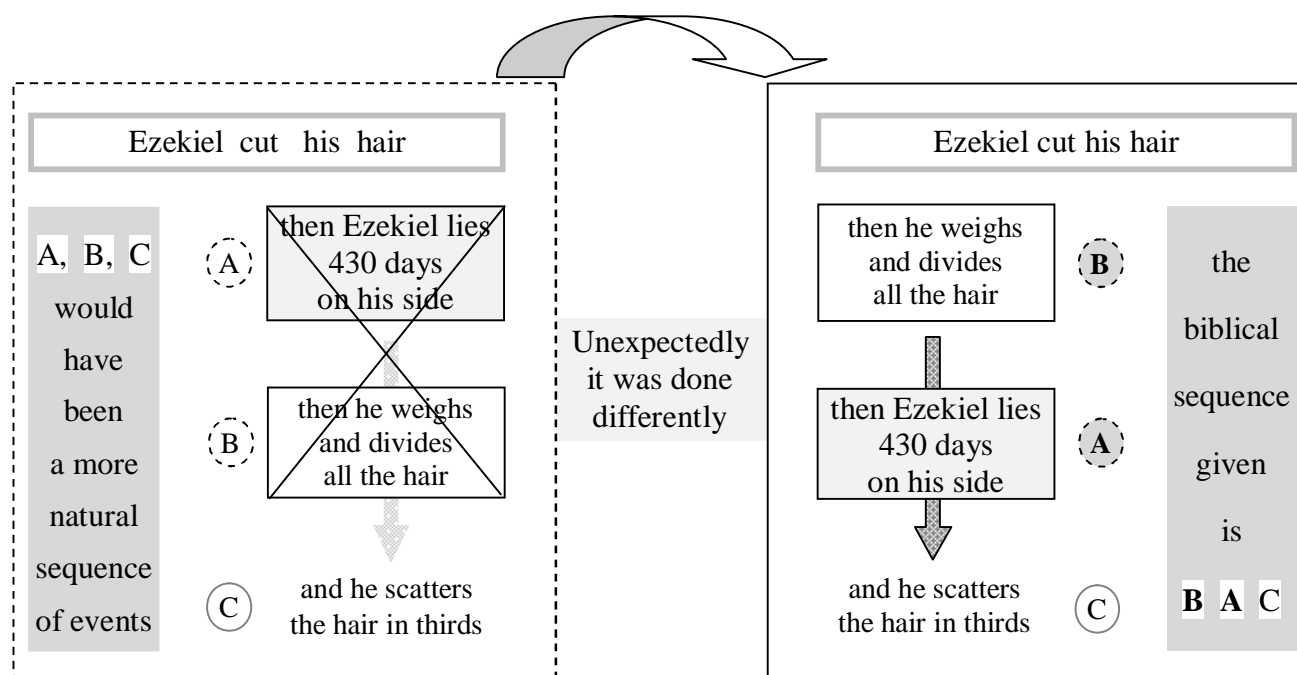 Ezekiel cut his hair
A, B, C
would
have
been
a more
natural
sequence
of events
A
then Ezekiel lies
430 days
on his side
B
then he weighs
and divides
all the hair
C
and he scatters
the hair in thirds
Unexpectedly
it was done
differently
Ezekiel cut his hair
then he weighs
and divides
all the hair
B
then Ezekiel lies
430 days
on his side
A
and he scatters
the hair in thirds
C
the
biblical
sequence
given
is
B A C